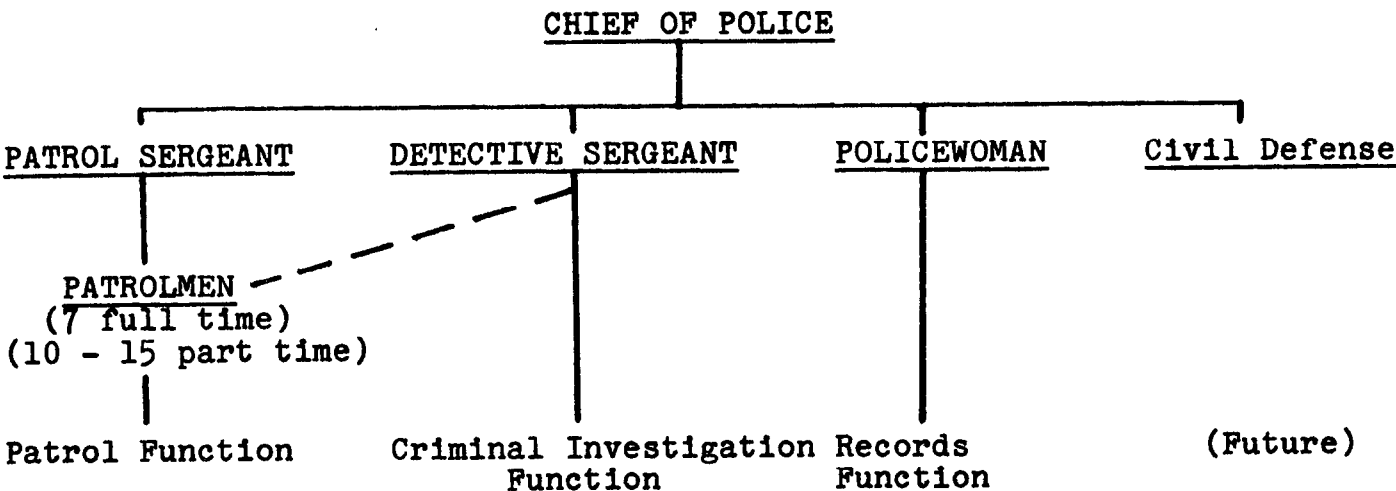 CHIEF OF POLICE
PATROL SERGEANT
DETECTIVE SERGEANT
POLICEWOMAN
Civil Defense
PATROLMEN
(7 full time)
(10 - 15 part time)
Patrol Function
Criminal Investigation
Function
Records
Function
(Future)